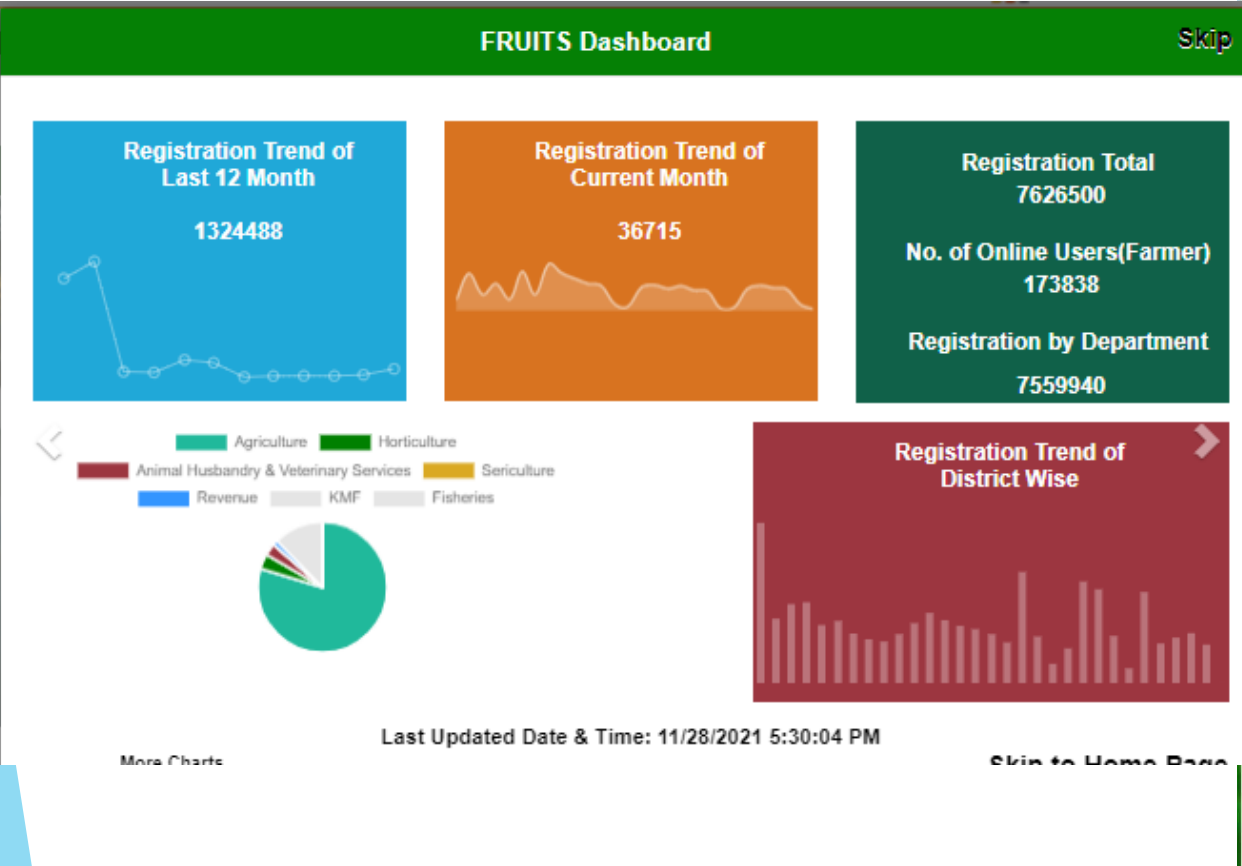 FRUITS Dashboard
Skip
Registration Trend of
Last 12 Month
1324488
Registration Trend of
Current Month
36715
Registration Total
7626500
No. of Online Users(Farmer)
173838
Registration by Department
7559940
Agriculture Horticulture
Animal Husbandry & Veterinary Services Sericulture
Revenue KMF Fisheries
Registration Trend of
District Wise
Last Updated Date & Time: 11/28/2021 5:30:04 PM
More Charts
Skip to Home Page